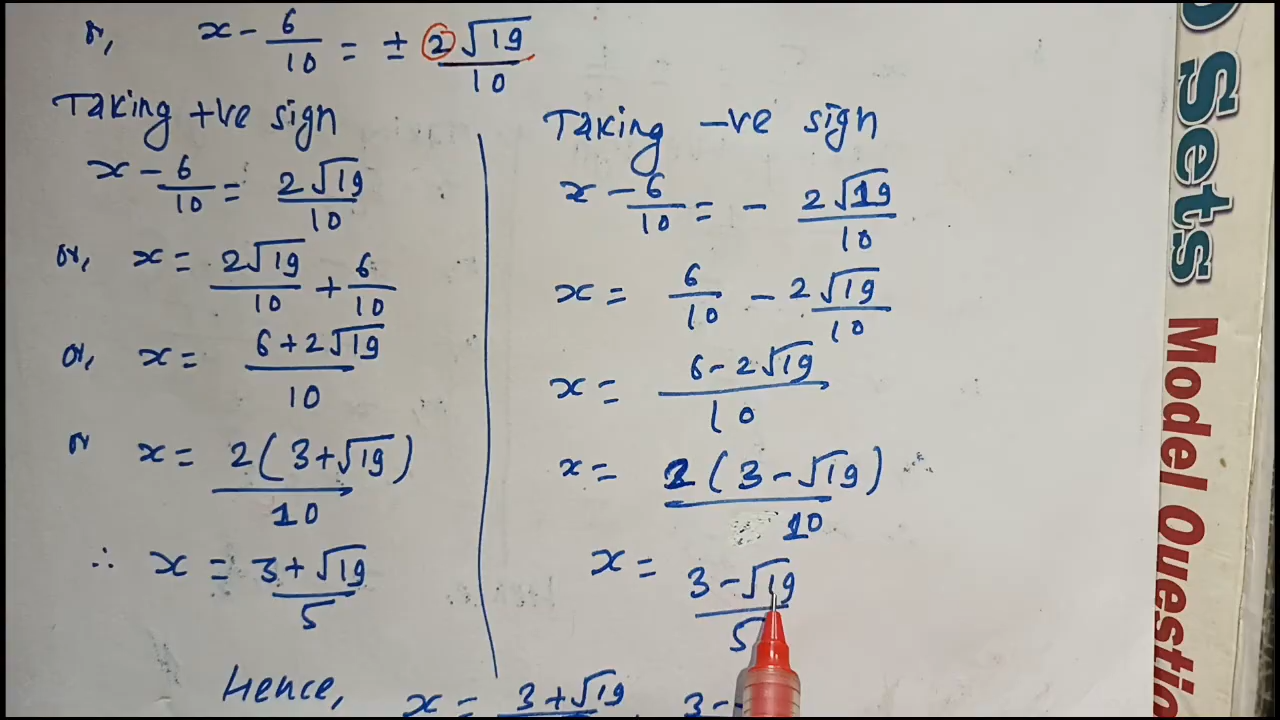 or, x - 6/10 = ± 2√19/10
Taking +ve sign
x - 6/10 = 2√19/10
or, x = 2√19/10 + 6/10
or, x = 6+2√19/10
or x = 2(3+√19)/10
∴ x = 3+√19/5
Taking -ve sign
x - 6/10 = - 2√19/10
x = 6/10 - 2√19/10
x = 6-2√19/10
x = 2(3-√19)/10
x = 3-√19/5
Hence, x = 3+√19, 3-
Sets Model Questio